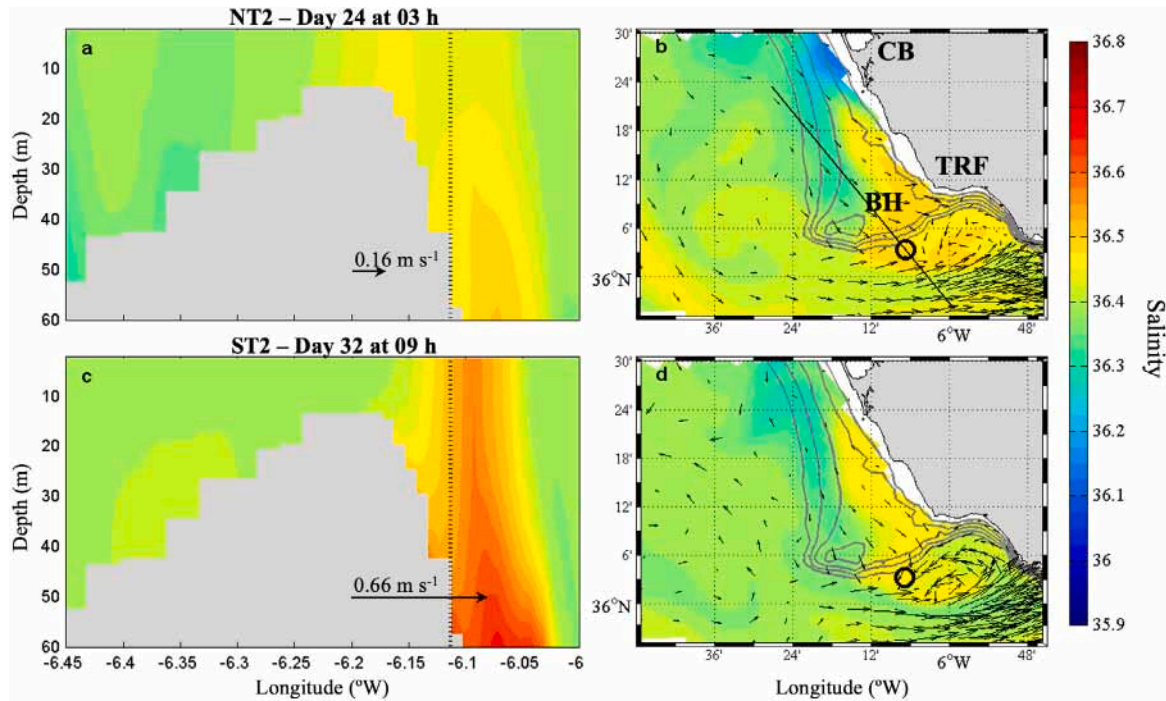 NT2 – Day 24 at 03 h
a
10
20
30
40
50
60
Depth (m)
0.16 m s⁻¹
b
30'
24'
18'
12'
6'
36°N
36'
24'
12'
6°W
48'
CB
TRF
BH
ST2 – Day 32 at 09 h
c
10
20
30
40
50
60
Depth (m)
0.66 m s⁻¹
-6.45
-6.4
-6.35
-6.3
-6.25
-6.2
-6.15
-6.1
-6.05
-6
Longitude (°W)
d
30'
24'
18'
12'
6'
36°N
36'
24'
12'
6°W
48'
Longitude (°W)
36.8
36.7
36.6
36.5
36.4
36.3
36.2
36.1
36
35.9
Salinity